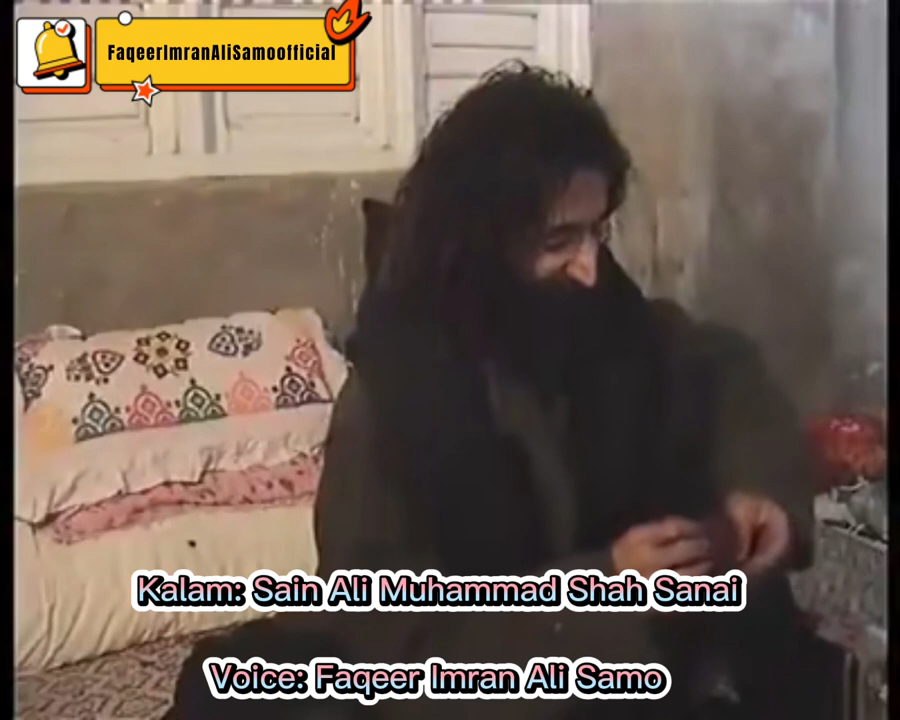 FaqeerImranAliSamoofficial
Kalam: Sain Ali Muhammad Shah Sanai
Voice: Faqeer Imran Ali Samo